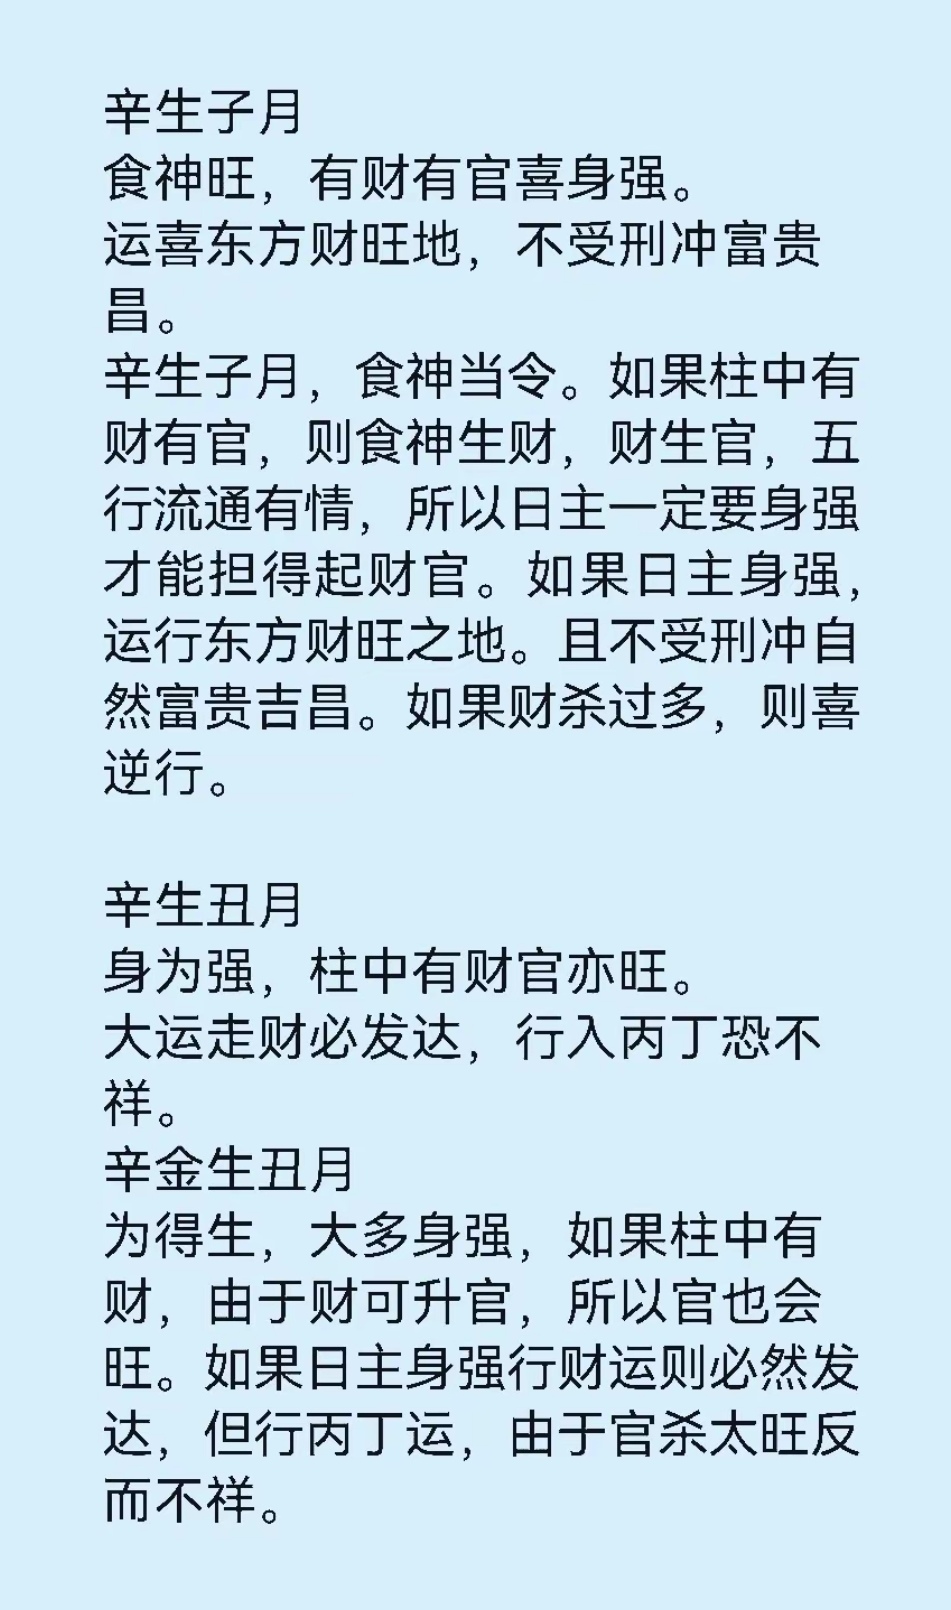 辛生子月
食神旺，有财有官喜身强。
运喜东方财旺地，不受刑冲富贵
昌。
辛生子月，食神当令。如果柱中有
财有官，则食神生财，财生官，五
行流通有情，所以日主一定要身强
才能担得起财官。如果日主身强，
运行东方财旺之地。且不受刑冲自
然富贵吉昌。如果财杀过多，则喜
逆行。
辛生丑月
身为强，柱中有财官亦旺。
大运走财必发达，行入丙丁恐不
祥。
辛金生丑月
为得生，大多身强，如果柱中有
财，由于财可升官，所以官也会
旺。如果日主身强行财运则必然发
达，但行丙丁运，由于官杀太旺反
而不祥。